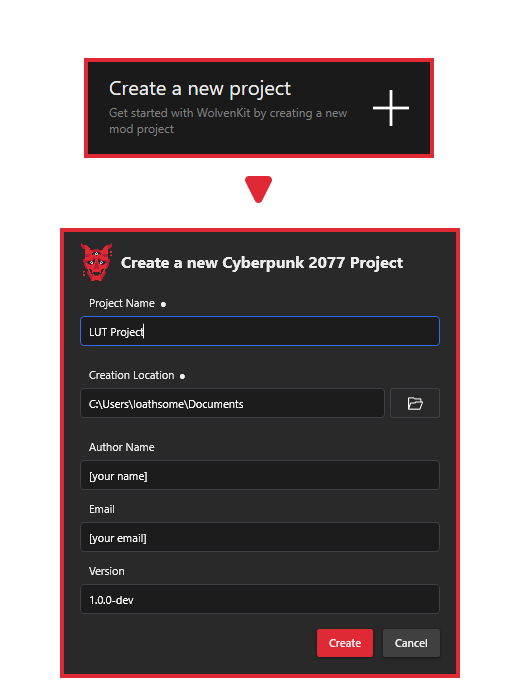 Create a new project
Get started with WolvenKit by creating a new
mod project
Create a new Cyberpunk 2077 Project
Project Name
LUT Project
Creation Location
C:\Users\loathsome\Documents
Author Name
[your name]
Email
[your email]
Version
1.0.0-dev
Create
Cancel